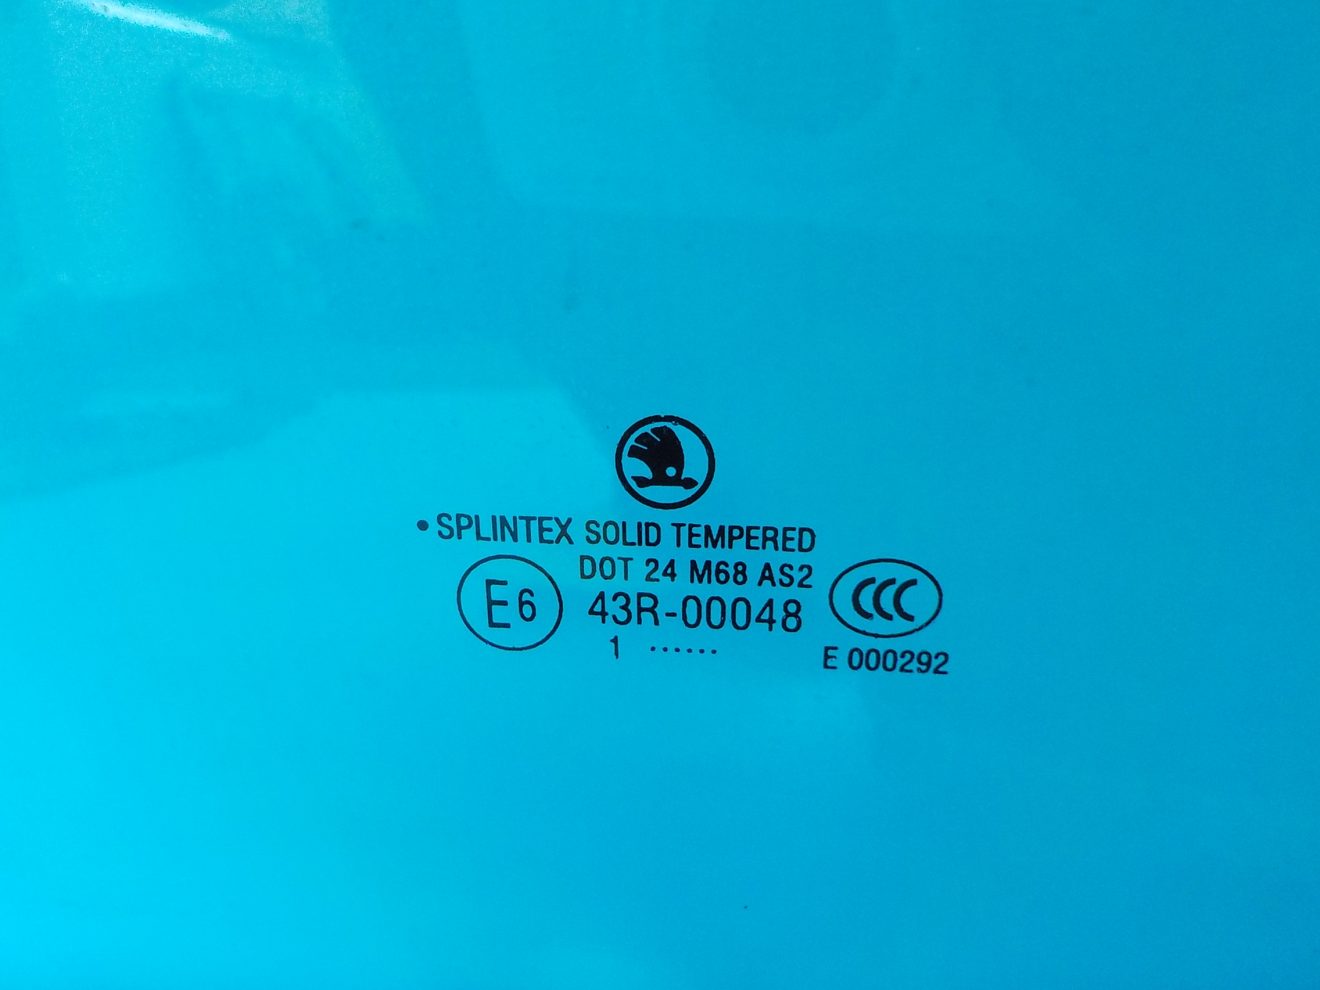 • SPLINTEX SOLID TEMPERED
DOT 24 M68 AS2
E6 43R-00048 CCC
1 ······
E 000292